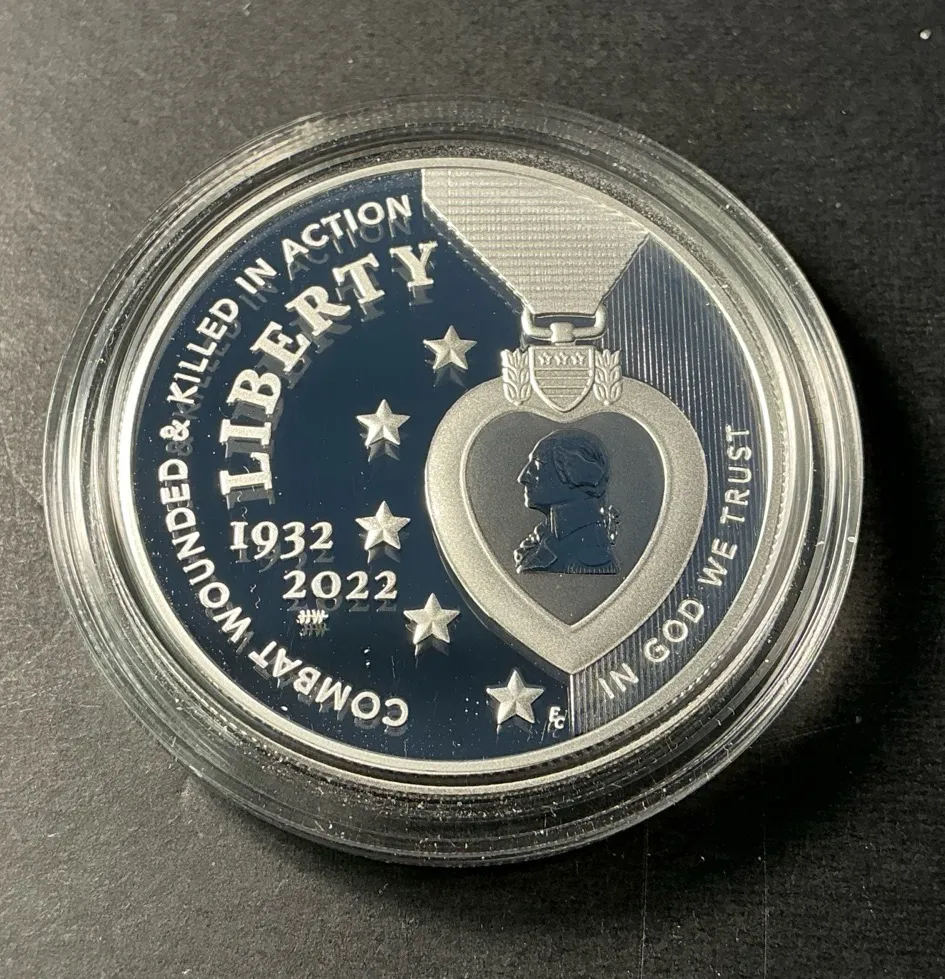 COMBAT WOUNDED & KILLED IN ACTION
LIBERTY
1932
2022
IN GOD WE TRUST